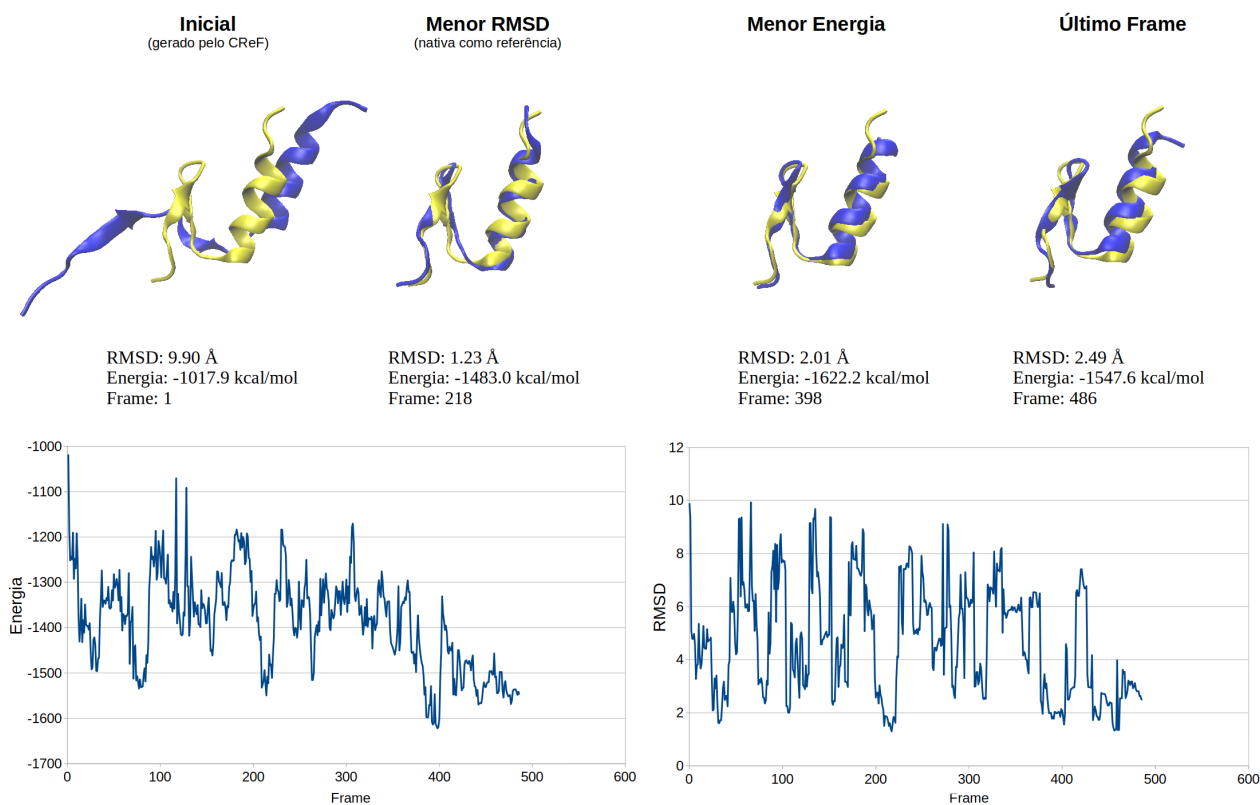 Inicial
(gerado pelo CReF)
Menor RMSD
(nativa como referência)
Menor Energia
Último Frame
RMSD: 9.90 Å
Energia: -1017.9 kcal/mol
Frame: 1
RMSD: 1.23 Å
Energia: -1483.0 kcal/mol
Frame: 218
RMSD: 2.01 Å
Energia: -1622.2 kcal/mol
Frame: 398
RMSD: 2.49 Å
Energia: -1547.6 kcal/mol
Frame: 486
-1000
-1100
-1200
-1300
-1400
-1500
-1600
-1700
Energia
0 100 200 300 400 500 600
Frame
12
10
8
6
4
2
0
RMSD
0 100 200 300 400 500 600
Frame